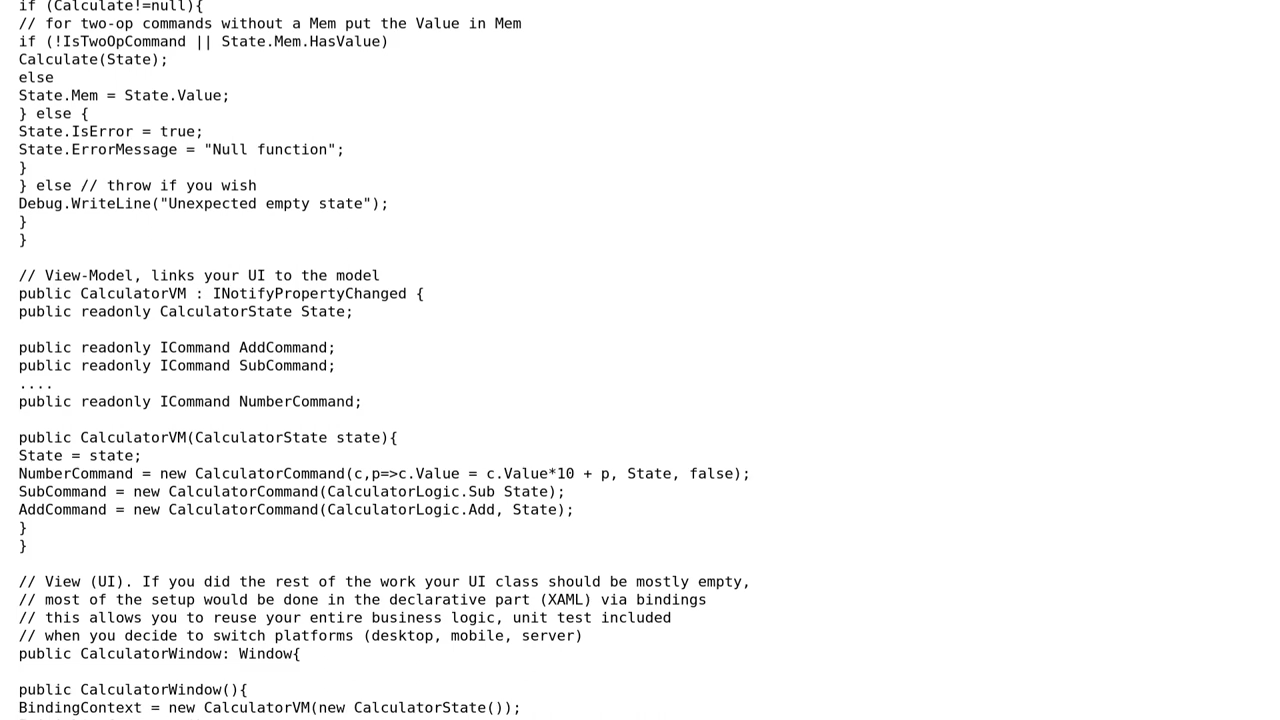 if (Calculate!=null){
// for two-op commands without a Mem put the Value in Mem
if (!IsTwoOpCommand || State.Mem.HasValue)
Calculate(State);
else
State.Mem = State.Value;
} else {
State.IsError = true;
State.ErrorMessage = "Null function";
}
} else // throw if you wish
Debug.WriteLine("Unexpected empty state");
}
}
// View-Model, links your UI to the model
public CalculatorVM : INotifyPropertyChanged {
public readonly CalculatorState State;
public readonly ICommand AddCommand;
public readonly ICommand SubCommand;
....
public readonly ICommand NumberCommand;
public CalculatorVM(CalculatorState state){
State = state;
NumberCommand = new CalculatorCommand(c,p=>c.Value = c.Value*10 + p, State, false);
SubCommand = new CalculatorCommand(CalculatorLogic.Sub State);
AddCommand = new CalculatorCommand(CalculatorLogic.Add, State);
}
}
// View (UI). If you did the rest of the work your UI class should be mostly empty,
// most of the setup would be done in the declarative part (XAML) via bindings
// this allows you to reuse your entire business logic, unit test included
// when you decide to switch platforms (desktop, mobile, server)
public CalculatorWindow: Window{
public CalculatorWindow(){
BindingContext = new CalculatorVM(new CalculatorState());